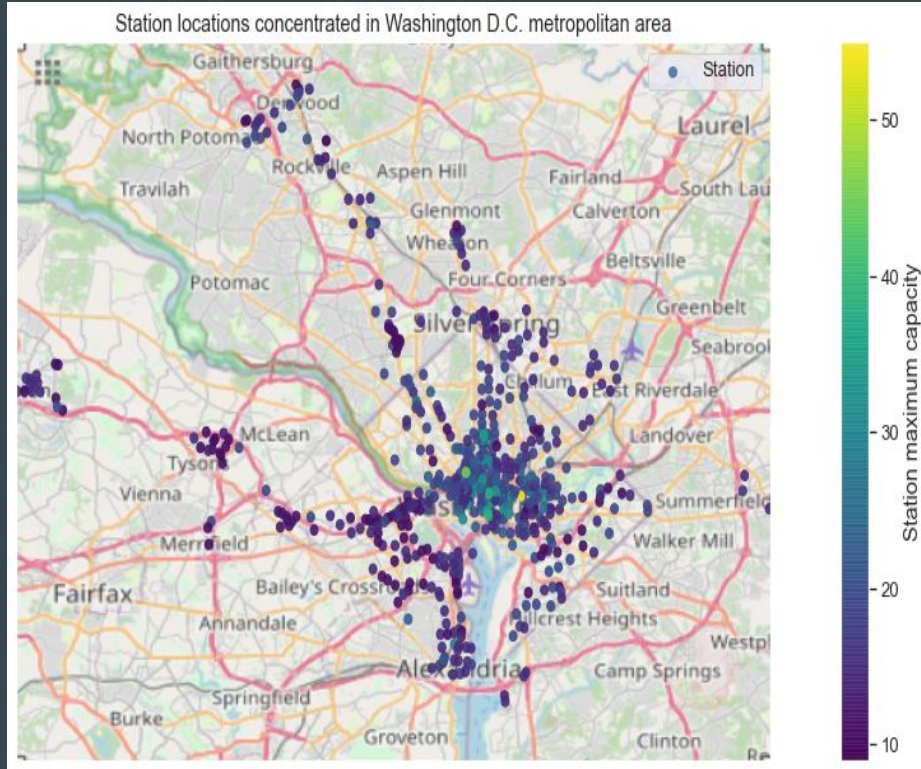 Station locations concentrated in Washington D.C. metropolitan area
Gaithersburg
Station
50
Derwood
Laurel
North Potoma
Rockville
Aspen Hill
Fairland
Travilah
South Lau
Glenmont
Calverton
Wheaton
Beltsville
Potomac
Four Corners
40
Greenbelt
Silver Spring
Seabrook
Chillum
East Riverdale
McLean
Landover
30
Tysons
Vienna
Summerfield
Station maximum capacity
Merrifield
Walker Mill
Fairfax
Bailey's Crossroads
Suitland
20
Annandale
Hillcrest Heights
Westpl
Alexandria
Camp Springs
Springfield
Burke
Groveton
Clinton
10